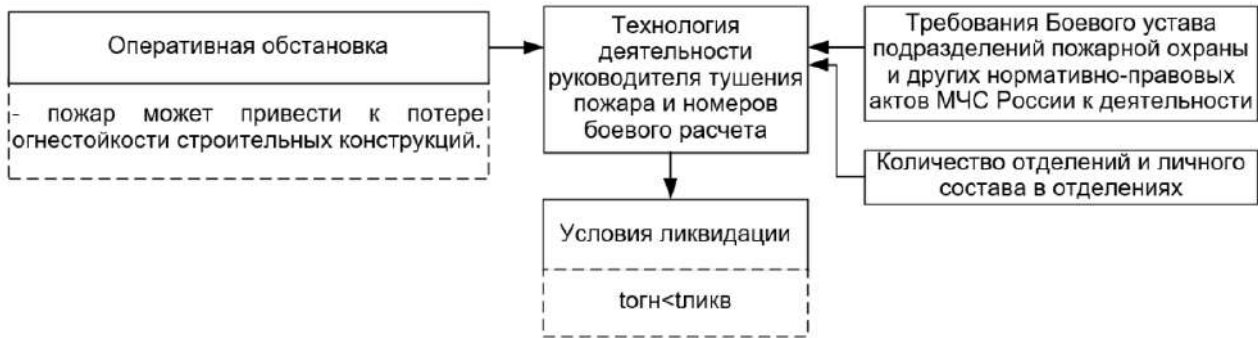 Оперативная обстановка
- пожар может привести к потере
огнестойкости строительных конструкций.
Технология
деятельности
руководителя тушения
пожара и номеров
боевого расчета
Требования Боевого устава
подразделений пожарной охраны
и других нормативно-правовых
актов МЧС России к деятельности
Количество отделений и личного
состава в отделениях
Условия ликвидации
tогн<tликв